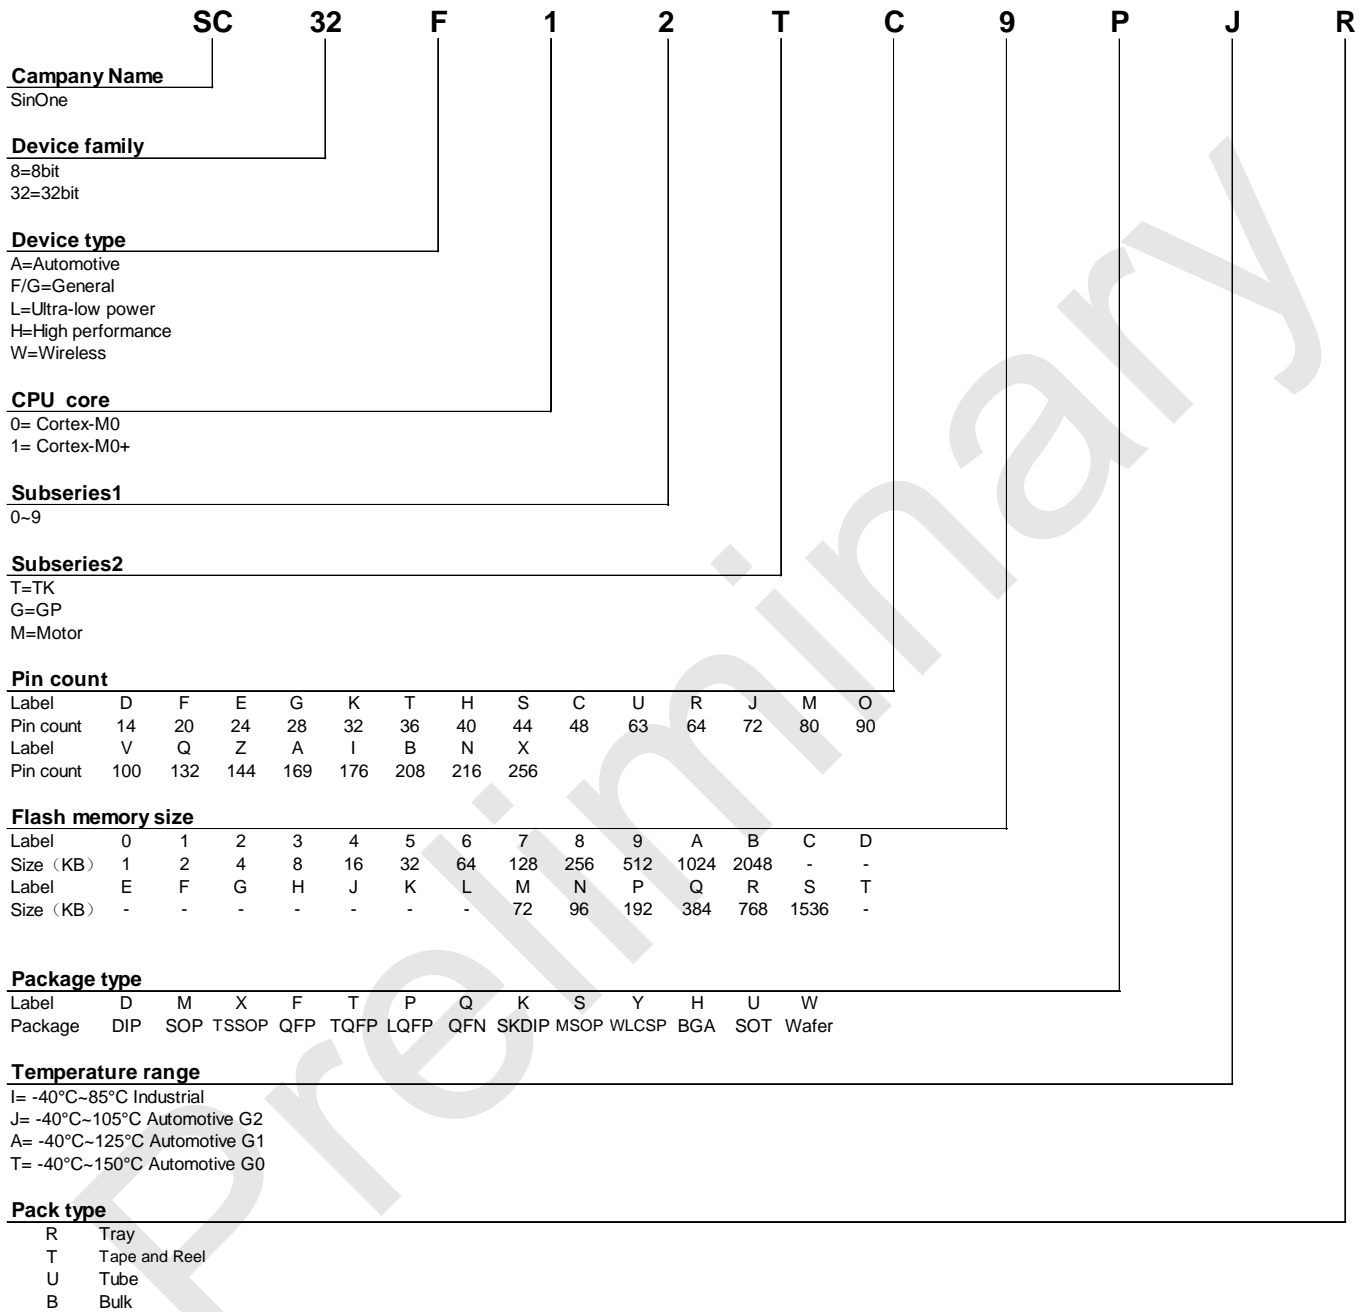 SC 32 F 1 2 T C 9 P J R
Campany Name
SinOne
Device family
8=8bit
32=32bit
Device type
A=Automotive
F/G=General
L=Ultra-low power
H=High performance
W=Wireless
CPU core
0= Cortex-M0
1= Cortex-M0+
Subseries1
0~9
Subseries2
T=TK
G=GP
M=Motor
Pin count
Label D F E G K T H S C U R J M O
Pin count 14 20 24 28 32 36 40 44 48 63 64 72 80 90
Label V Q Z A I B N X
Pin count 100 132 144 169 176 208 216 256
Flash memory size
Label 0 1 2 3 4 5 6 7 8 9 A B C D
Size（KB） 1 2 4 8 16 32 64 128 256 512 1024 2048 - -
Label E F G H J K L M N P Q R S T
Size（KB） - - - - - - - 72 96 192 384 768 1536 -
Package type
Label D M X F T P Q K S Y H U W
Package DIP SOP TSSOP QFP TQFP LQFP QFN SKDIP MSOP WLCSP BGA SOT Wafer
Temperature range
I= -40°C~85°C Industrial
J= -40°C~105°C Automotive G2
A= -40°C~125°C Automotive G1
T= -40°C~150°C Automotive G0
Pack type
R Tray
T Tape and Reel
U Tube
B Bulk
Preliminary